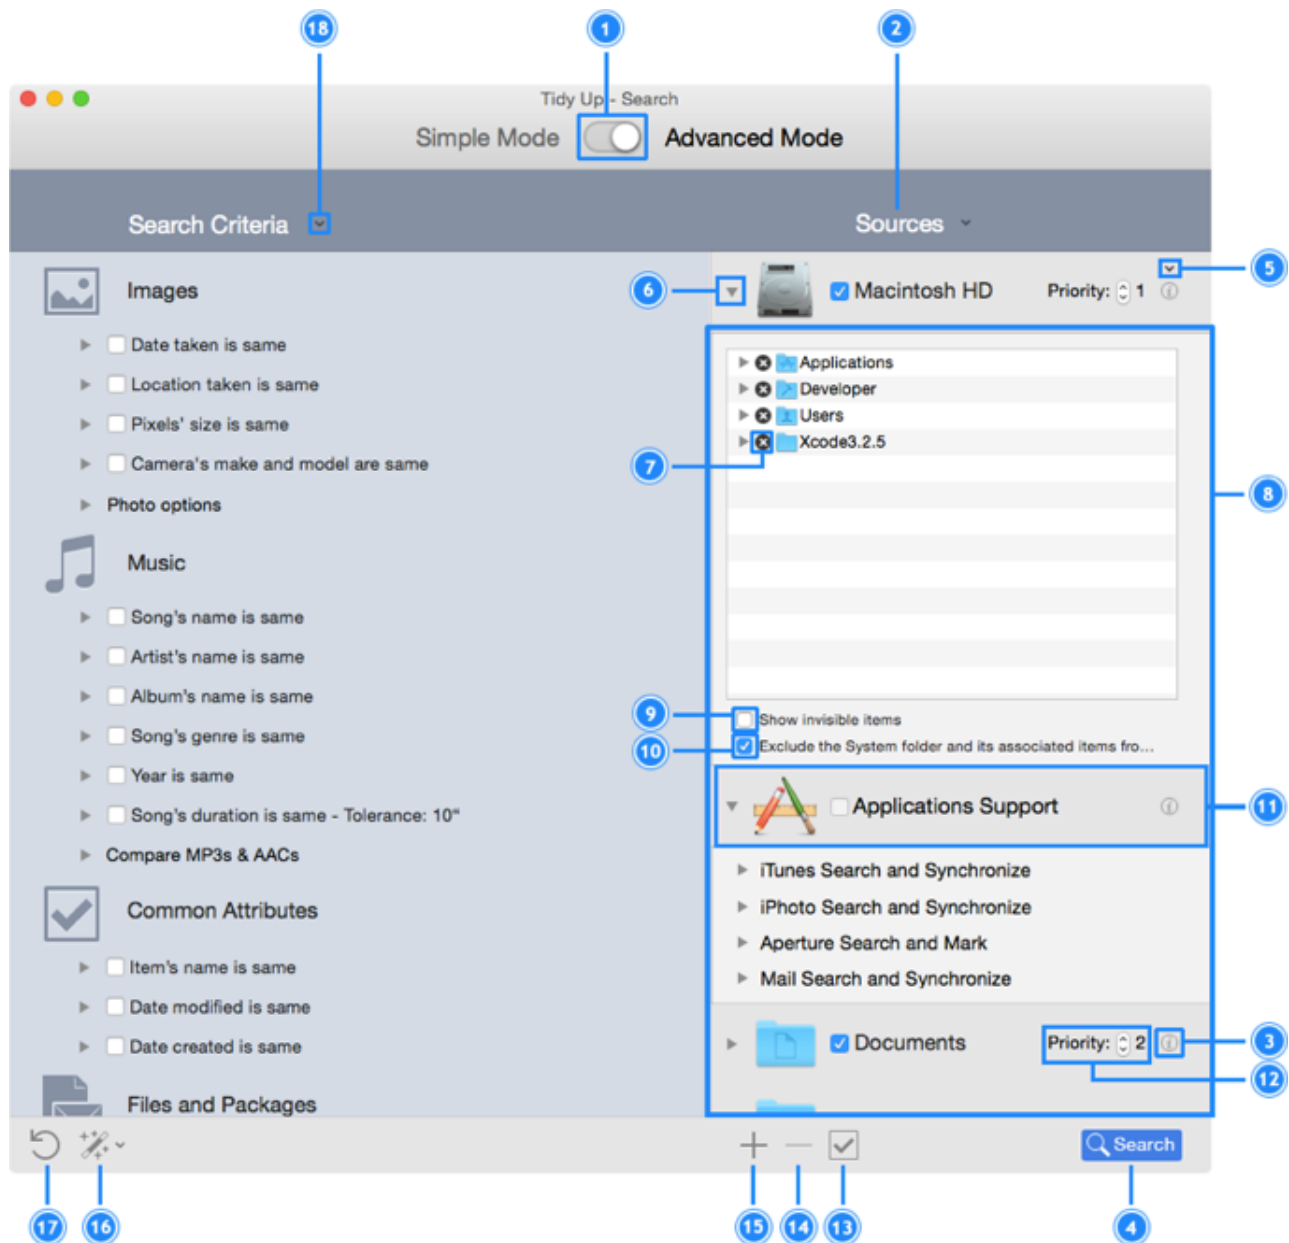 18
1
2
Tidy Up - Search
Simple Mode
Advanced Mode
Search Criteria
Sources
Images
Date taken is same
Location taken is same
Pixels' size is same
Camera's make and model are same
Photo options
Music
Song's name is same
Artist's name is same
Album's name is same
Song's genre is same
Year is same
Song's duration is same - Tolerance: 10“
Compare MP3s & AACs
Common Attributes
Item's name is same
Date modified is same
Date created is same
Files and Packages
5
6
Macintosh HD
Priority: 1
Applications
Developer
Users
Xcode3.2.5
7
8
9
Show invisible items
10
Exclude the System folder and its associated items fro...
Applications Support
11
iTunes Search and Synchronize
iPhoto Search and Synchronize
Aperture Search and Mark
Mail Search and Synchronize
Documents
Priority: 2
3
12
Search
17
16
15
14
13
4